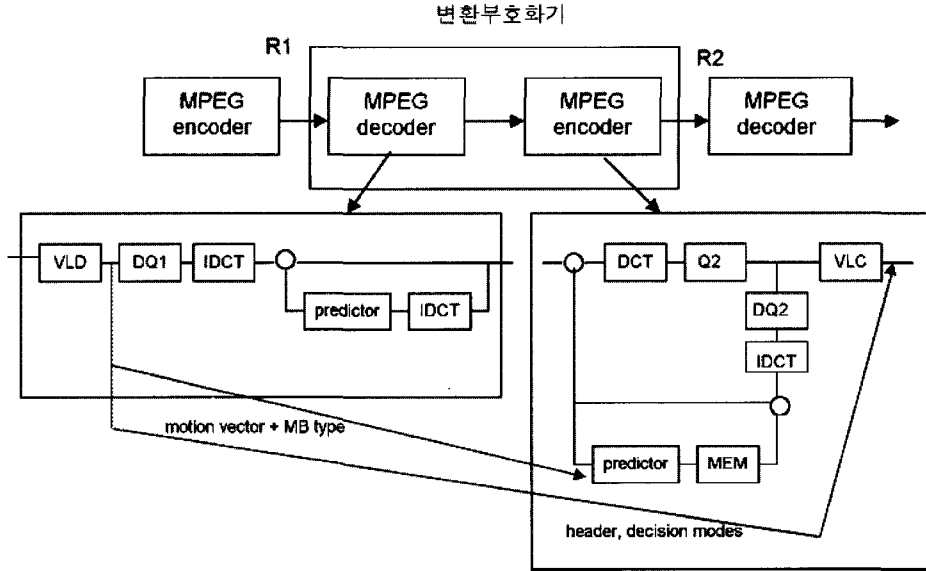 변환부호화기
R1
R2
MPEG
encoder
MPEG
decoder
MPEG
encoder
MPEG
decoder
VLD
DQ1
IDCT
predictor
IDCT
DCT
Q2
VLC
DQ2
IDCT
motion vector + MB type
predictor
MEM
header, decision modes